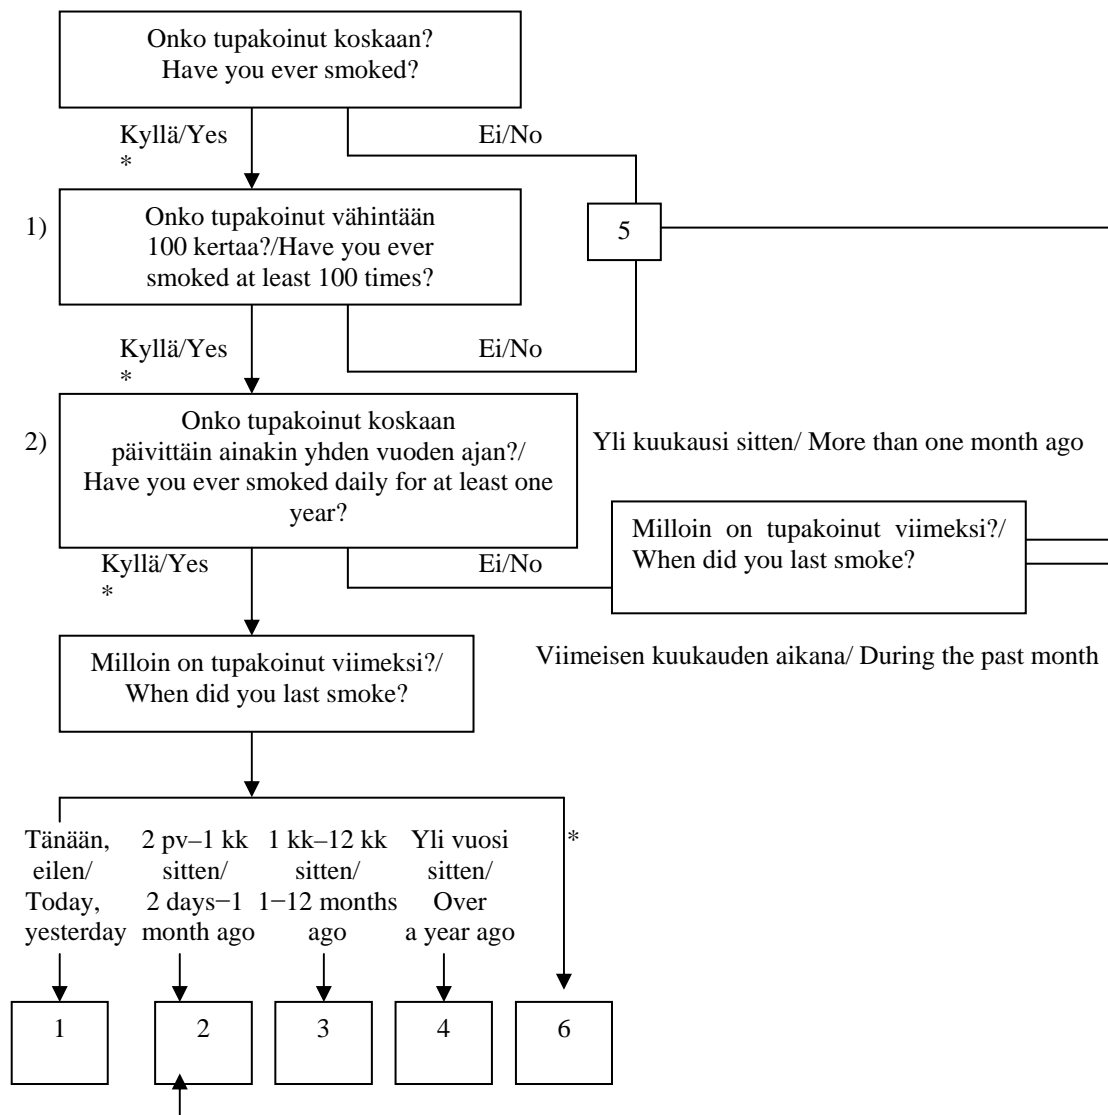 Onko tupakoinut koskaan?
Have you ever smoked?
Kyllä/Yes
*
Ei/No
1)
Onko tupakoinut vähintään
100 kertaa?/Have you ever
smoked at least 100 times?
5
Kyllä/Yes
*
Ei/No
2)
Onko tupakoinut koskaan
päivittäin ainakin yhden vuoden ajan?/
Have you ever smoked daily for at least one
year?
Yli kuukausi sitten/ More than one month ago
Milloin on tupakoinut viimeksi?/
When did you last smoke?
Kyllä/Yes
*
Ei/No
Viimeisen kuukauden aikana/ During the past month
Milloin on tupakoinut viimeksi?/
When did you last smoke?
Tänään,
eilen/
Today,
yesterday
2 pv–1 kk
sitten/
2 days−1
month ago
1 kk–12 kk
sitten/
1−12 months
ago
Yli vuosi
sitten/
Over
a year ago
*
1
2
3
4
6